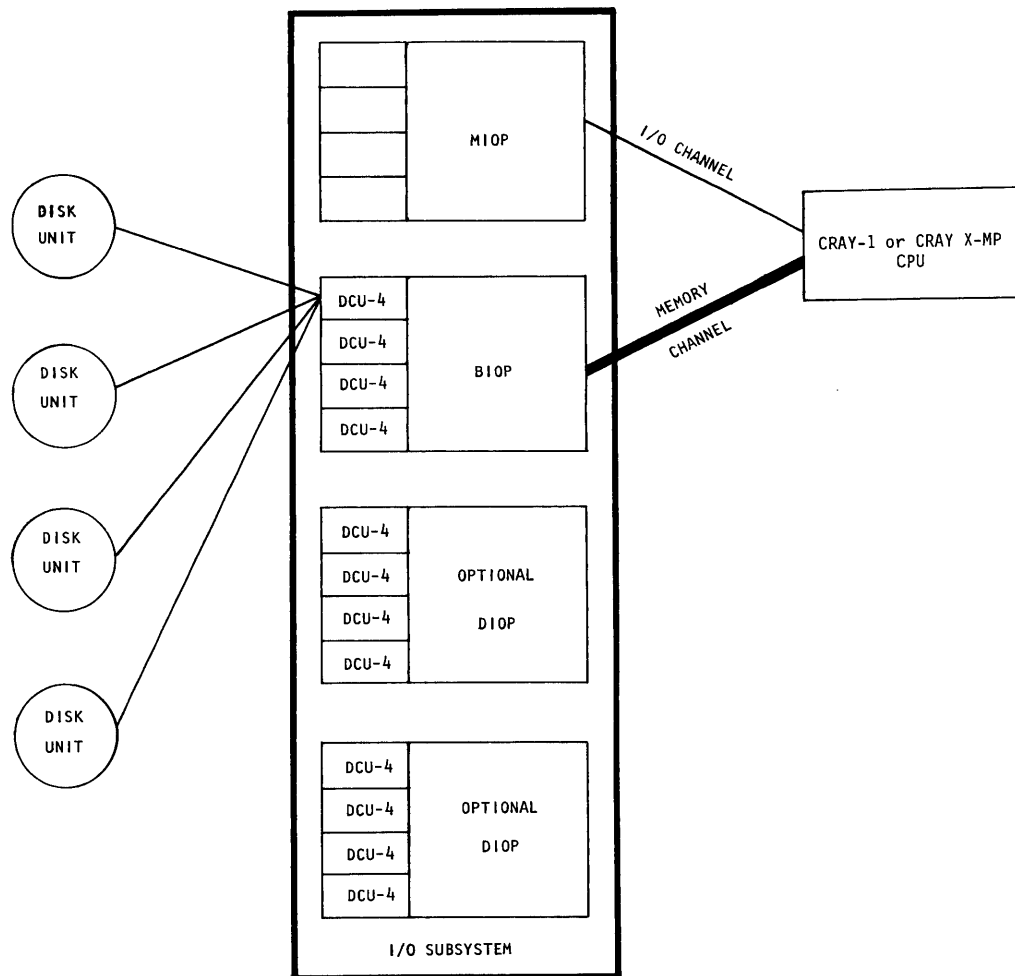 MIOP
I/O CHANNEL
DISK
UNIT
CRAY-1 or CRAY X-MP
CPU
DCU-4
DCU-4
DCU-4
DCU-4
BIOP
MEMORY
CHANNEL
DISK
UNIT
DISK
UNIT
DCU-4
DCU-4
DCU-4
DCU-4
OPTIONAL
DIOP
DISK
UNIT
DCU-4
DCU-4
DCU-4
DCU-4
OPTIONAL
DIOP
I/O SUBSYSTEM